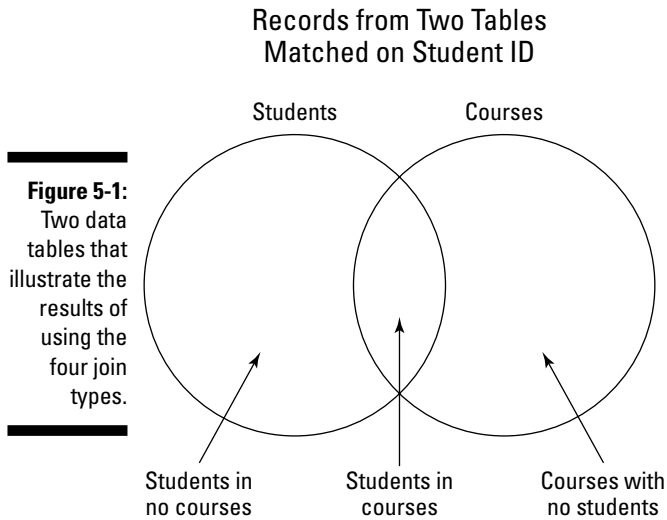 Records from Two Tables
Matched on Student ID
Students
Courses
Figure 5-1:
Two data
tables that
illustrate the
results of
using the
four join
types.
Students in
no courses
Students in
courses
Courses with
no students